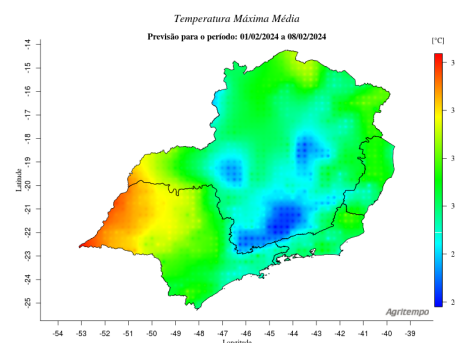 Temperatura Máxima Média
Previsão para o período: 01/02/2024 a 08/02/2024
[°C]
-14
-15
-16
-17
-18
-19
-20
-21
-22
-23
-24
-25
Latitude
Agritempo
-54 -53 -52 -51 -50 -49 -48 -47 -46 -45 -44 -43 -42 -41 -40 -39
Longitude